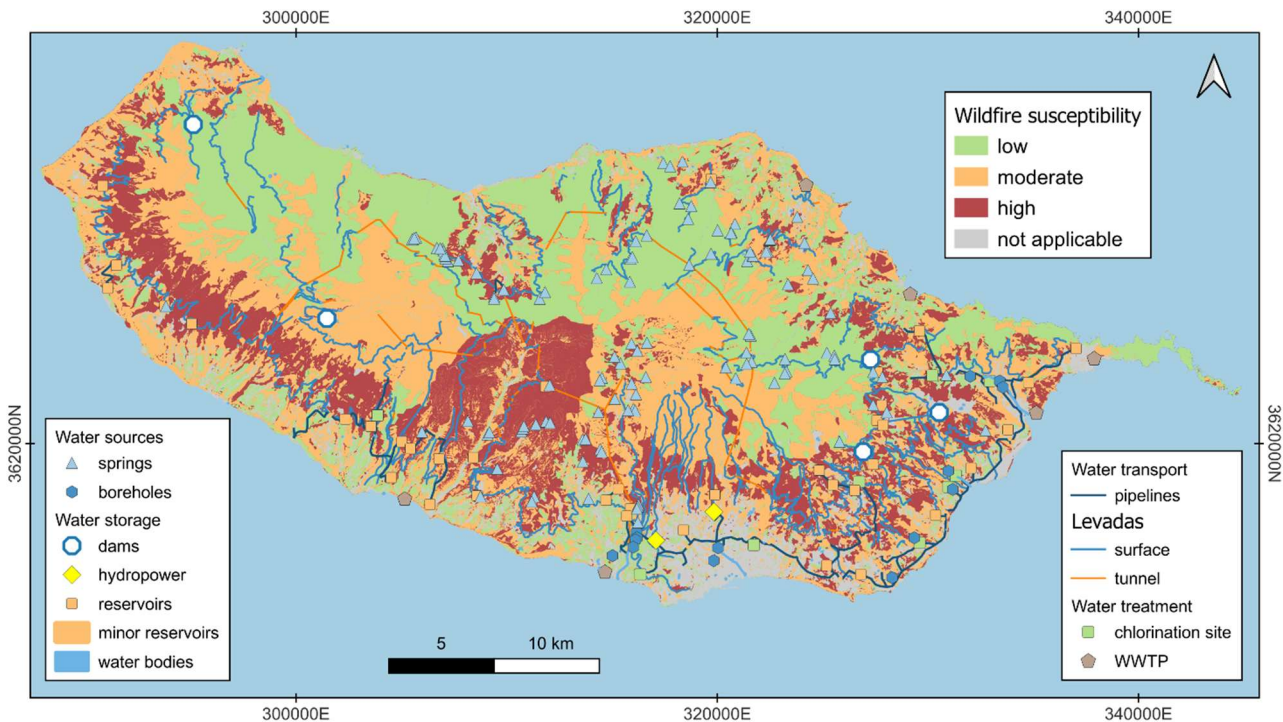 300000E
320000E
340000E
Wildfire susceptibility
low
moderate
high
not applicable
3620000N
3620000N
Water sources
springs
boreholes
Water storage
dams
hydropower
reservoirs
minor reservoirs
water bodies
Water transport
pipelines
Levadas
surface
tunnel
Water treatment
chlorination site
WWTP
5
10 km
300000E
320000E
340000E